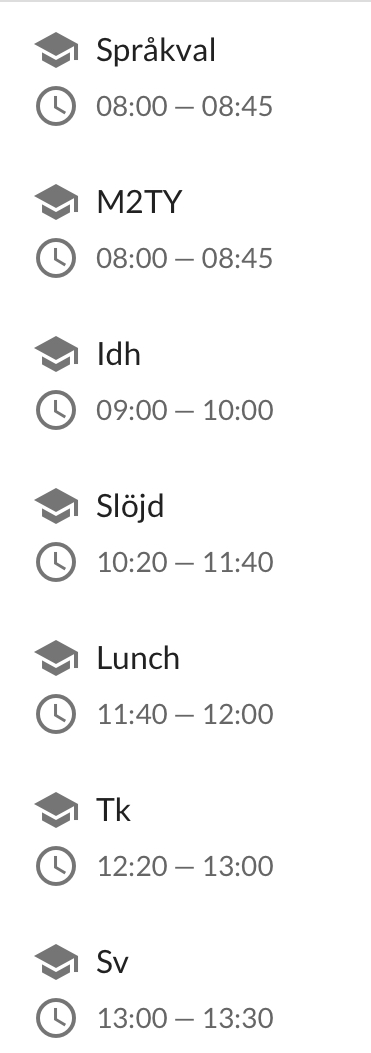 Språkval
08:00 — 08:45
M2TY
08:00 — 08:45
Idh
09:00 — 10:00
Slöjd
10:20 — 11:40
Lunch
11:40 — 12:00
Tk
12:20 — 13:00
Sv
13:00 — 13:30